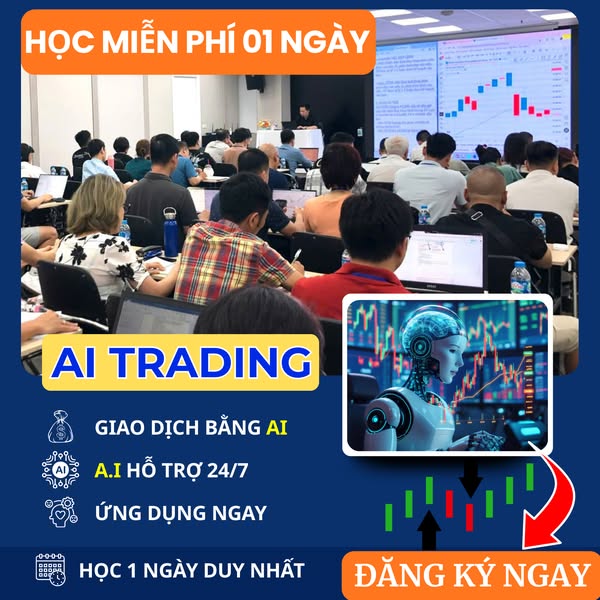 HỌC MIỄN PHÍ 01 NGÀY
AI TRADING
GIAO DỊCH BẰNG AI
AI
A.I HỖ TRỢ 24/7
ỨNG DỤNG NGAY
HỌC 1 NGÀY DUY NHẤT
ĐĂNG KÝ NGAY